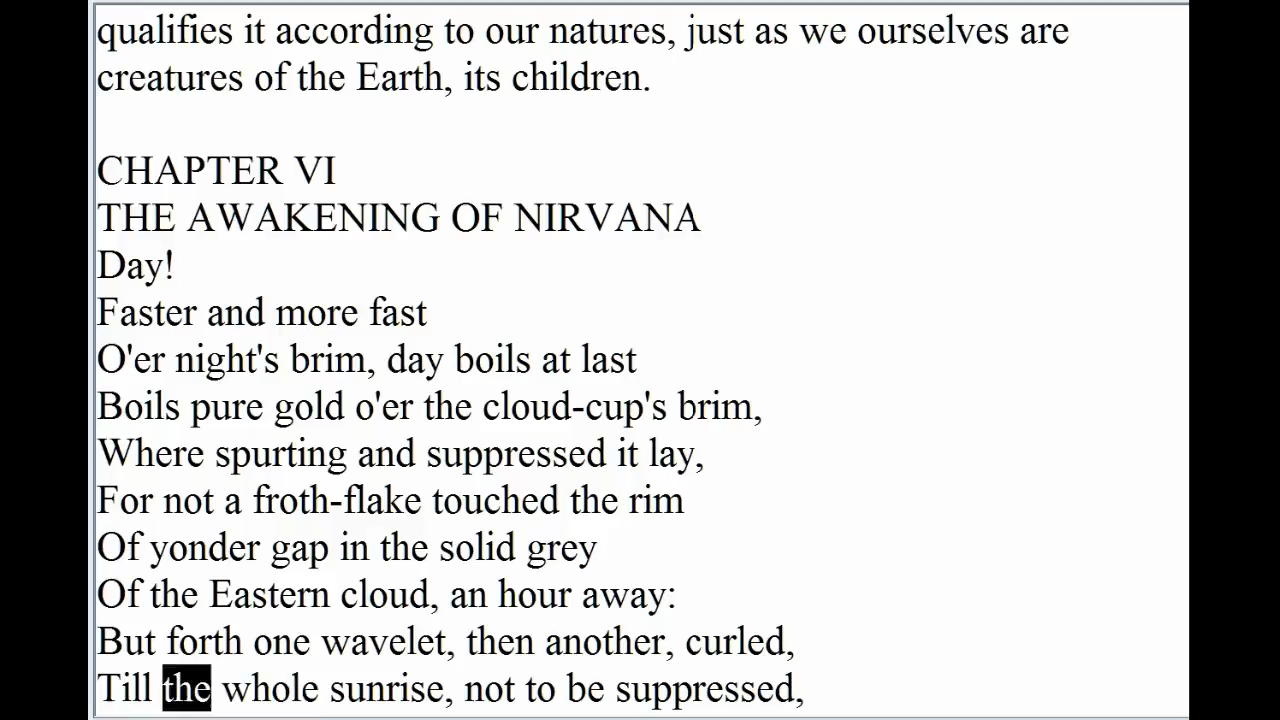 qualifies it according to our natures, just as we ourselves are
creatures of the Earth, its children.
CHAPTER VI
THE AWAKENING OF NIRVANA
Day!
Faster and more fast
O'er night's brim, day boils at last
Boils pure gold o'er the cloud-cup's brim,
Where spurting and suppressed it lay,
For not a froth-flake touched the rim
Of yonder gap in the solid grey
Of the Eastern cloud, an hour away:
But forth one wavelet, then another, curled,
Till the whole sunrise, not to be suppressed,